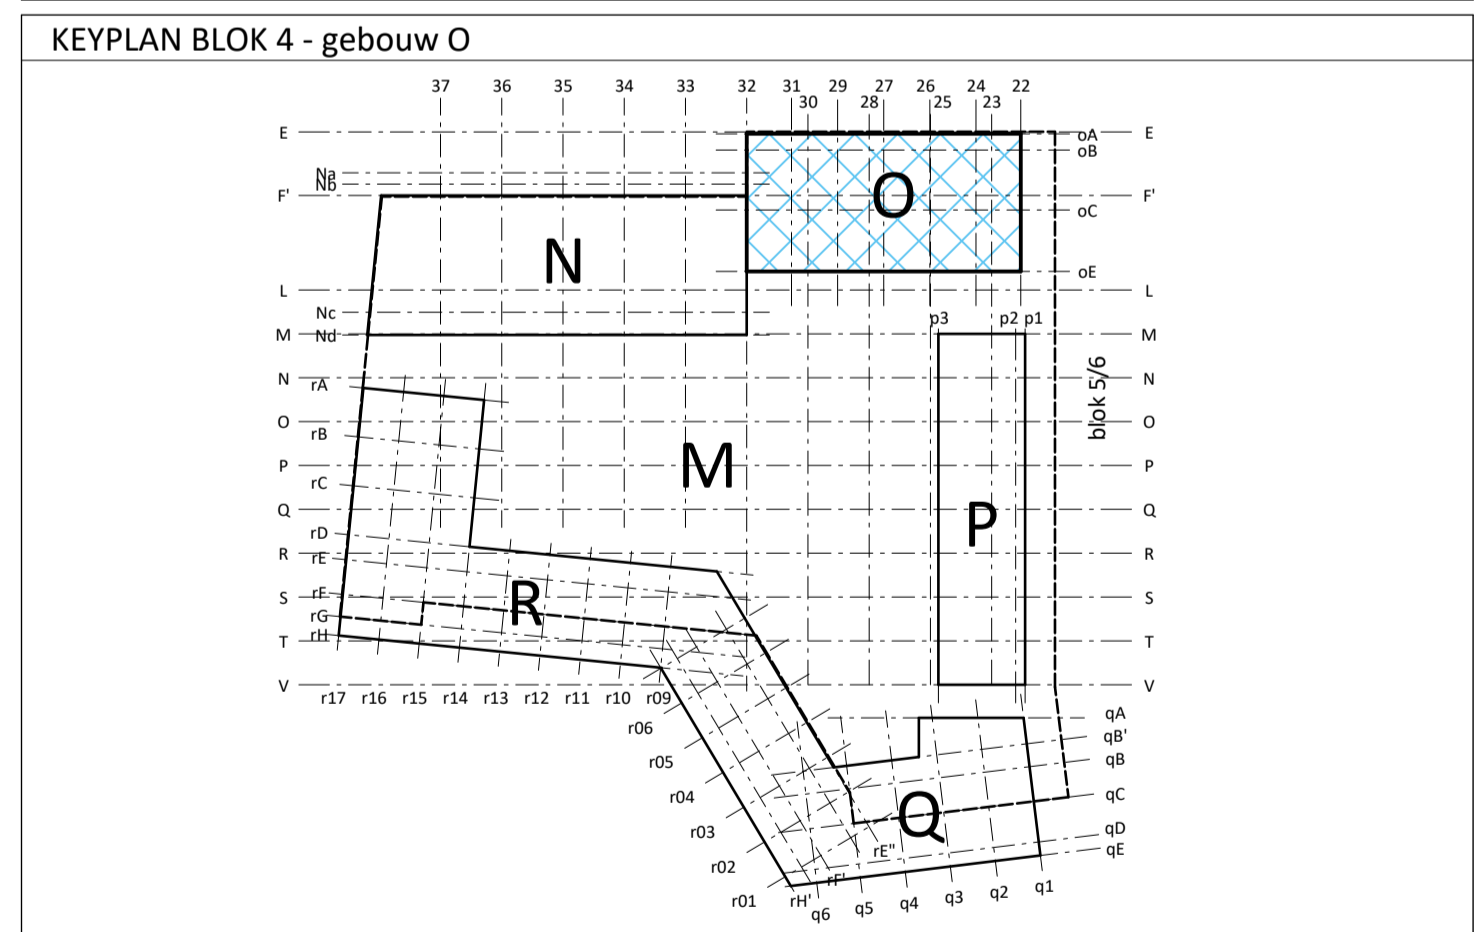 KEYPLAN BLOK 4 - gebouw O
37 36 35 34 33 32 31 29 27 26 24 22
30 28 25 23
E oA E
oB
Na
Nb
F' O F'
oC
N
oE
L L
Nc
p3 p2 p1
M Nd M
blok 5/6
N N
rA
O O
rB
P M P
rC
Q Q
P
rD
R R
rE
rF
S R S
rG
rH
T T
V V
r17 r16 r15 r14 r13 r12 r11 r10 r09
qA
r06
qB'
qB
r05
r04
qC
Q
r03
qD
rE"
qE
r02
rF'
q1
r01 rH' q6 q5 q4 q3 q2